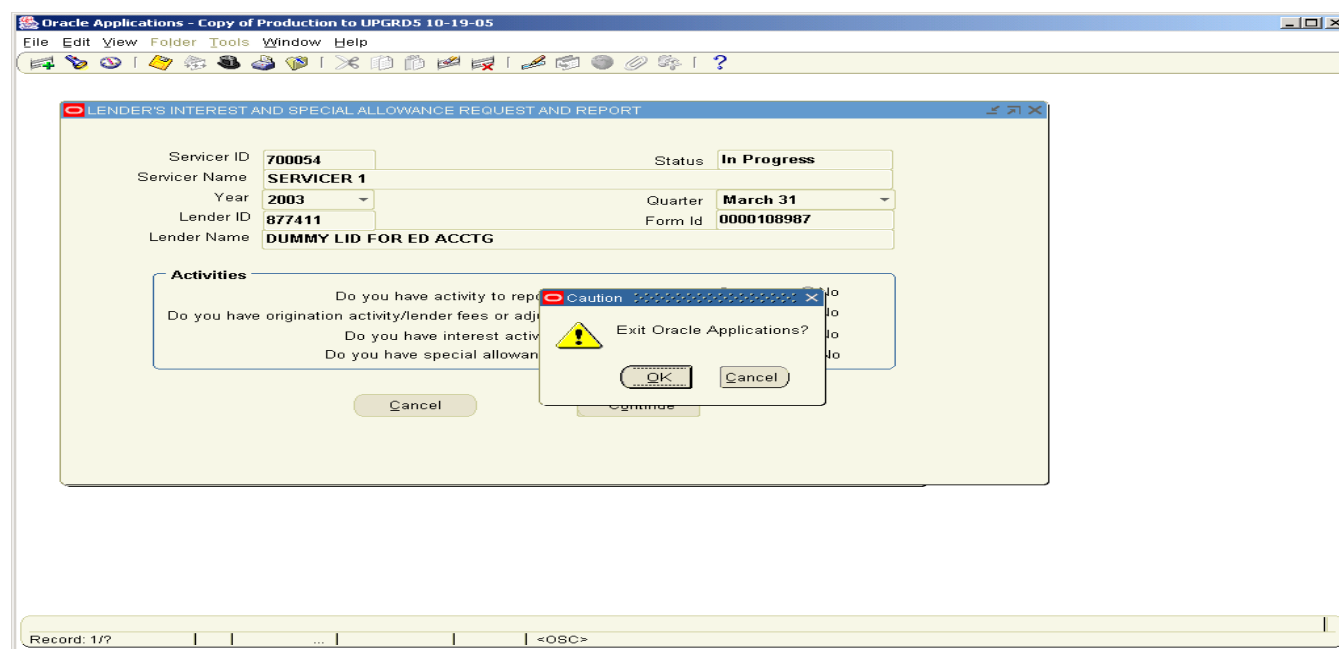 Oracle Applications - Copy of Production to UPGRD5 10-19-05
File Edit View Folder Tools Window Help
?
LENDER'S INTEREST AND SPECIAL ALLOWANCE REQUEST AND REPORT
Servicer ID 700054 Status In Progress
Servicer Name SERVICER 1
Year 2003 Quarter March 31
Lender ID 877411 Form Id 0000108987
Lender Name DUMMY LID FOR ED ACCTG
Activities
Do you have activity to
Do you have origination activity/lender fees or
Do you have interest
Do you have special
No
Caution
Exit Oracle Applications?
OK Cancel
Cancel Continue
Record: 1/? ... <OSC>